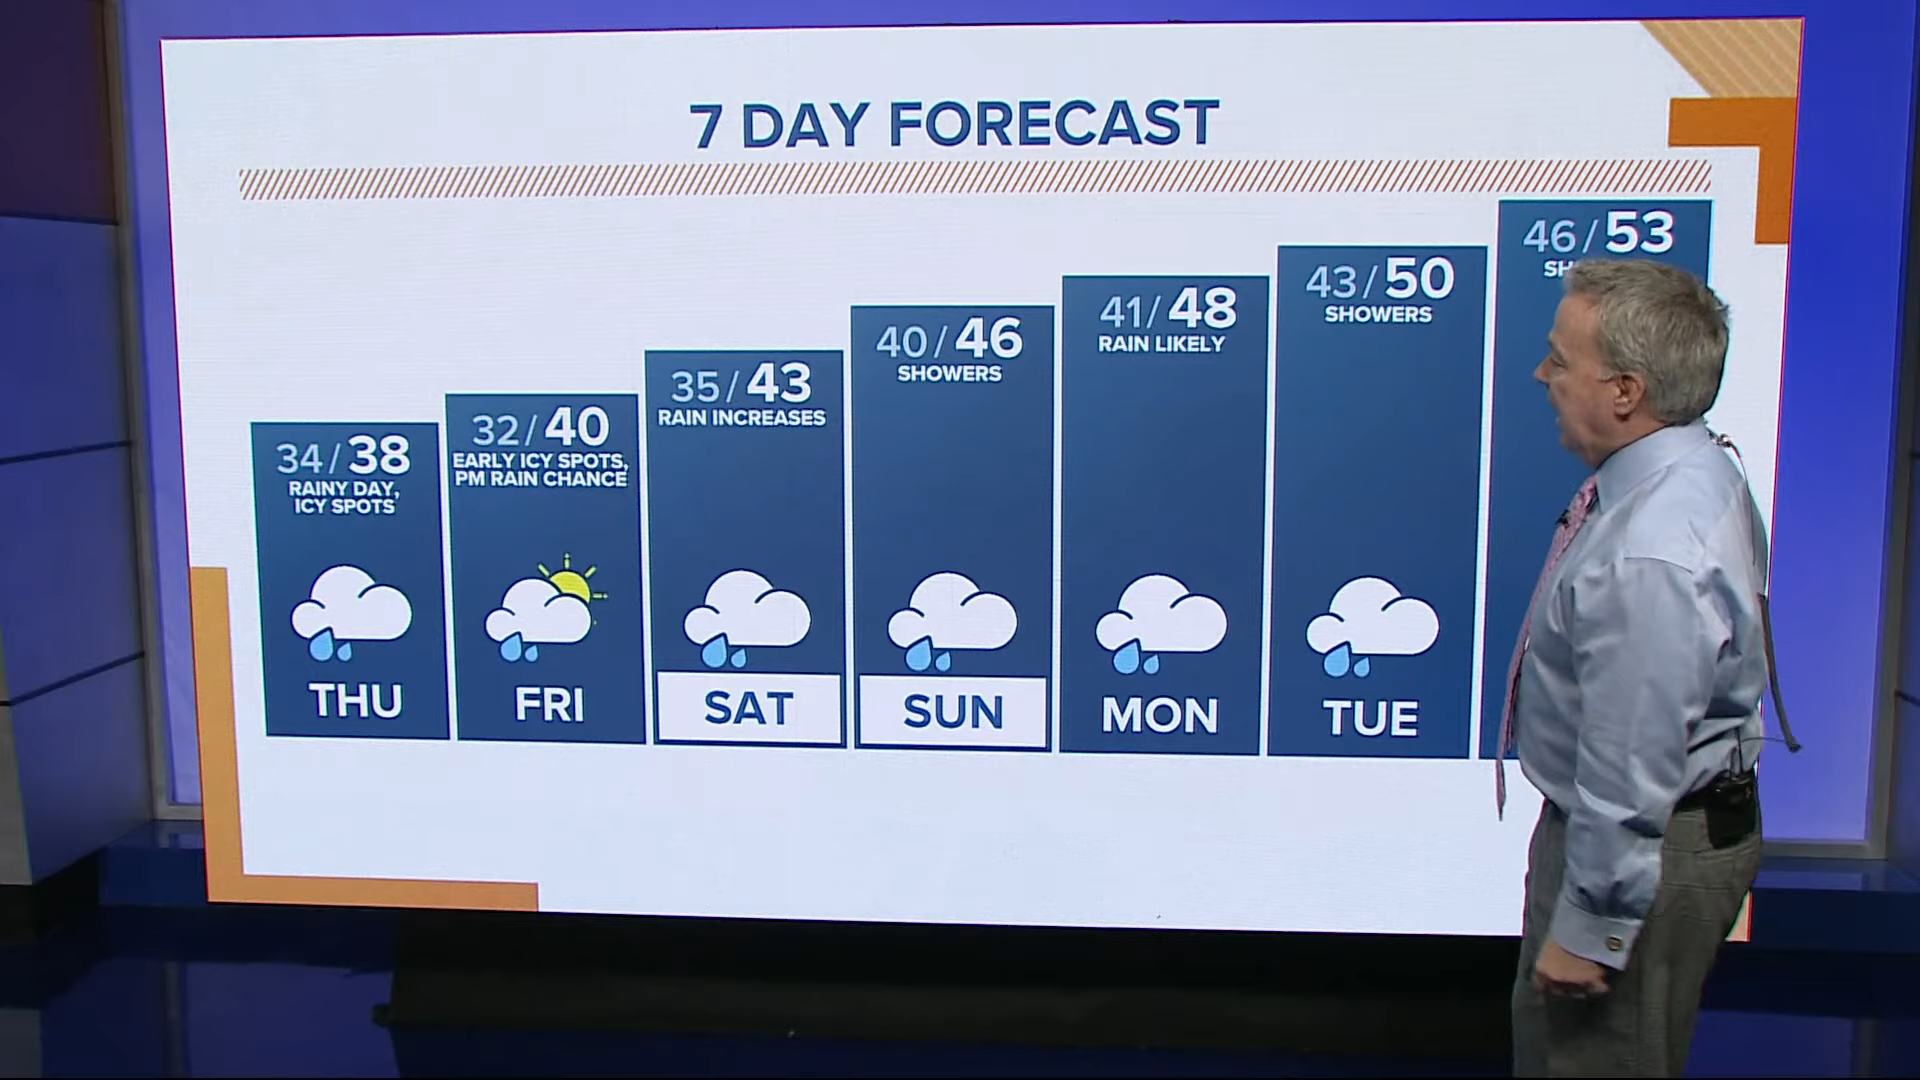 7 DAY FORECAST
34/38
RAINY DAY,
ICY SPOTS
THU
32/40
EARLY ICY SPOTS,
PM RAIN CHANCE
FRI
35/43
RAIN INCREASES
SAT
40/46
SHOWERS
SUN
41/48
RAIN LIKELY
MON
43/50
SHOWERS
TUE
46/53